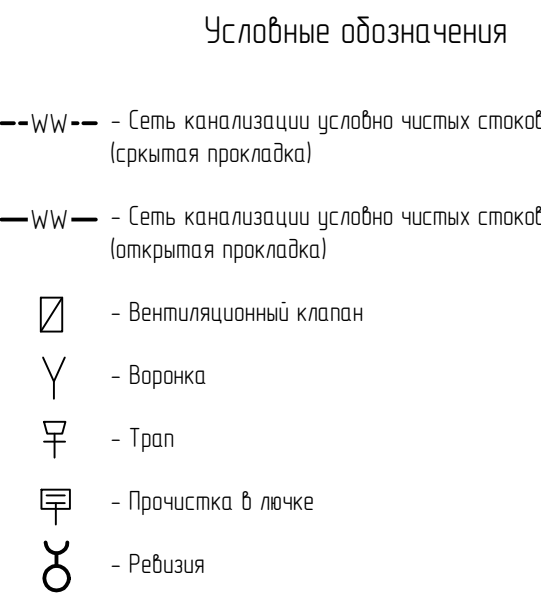 Условные обозначения
WW - Сеть канализации условно чистых стоков
(сркытая прокладка)
WW - Сеть канализации условно чистых стоков
(открытая прокладка)
- Вентиляционный клапан
- Воронка
- Трап
- Прочистка в лючке
- Ревизия